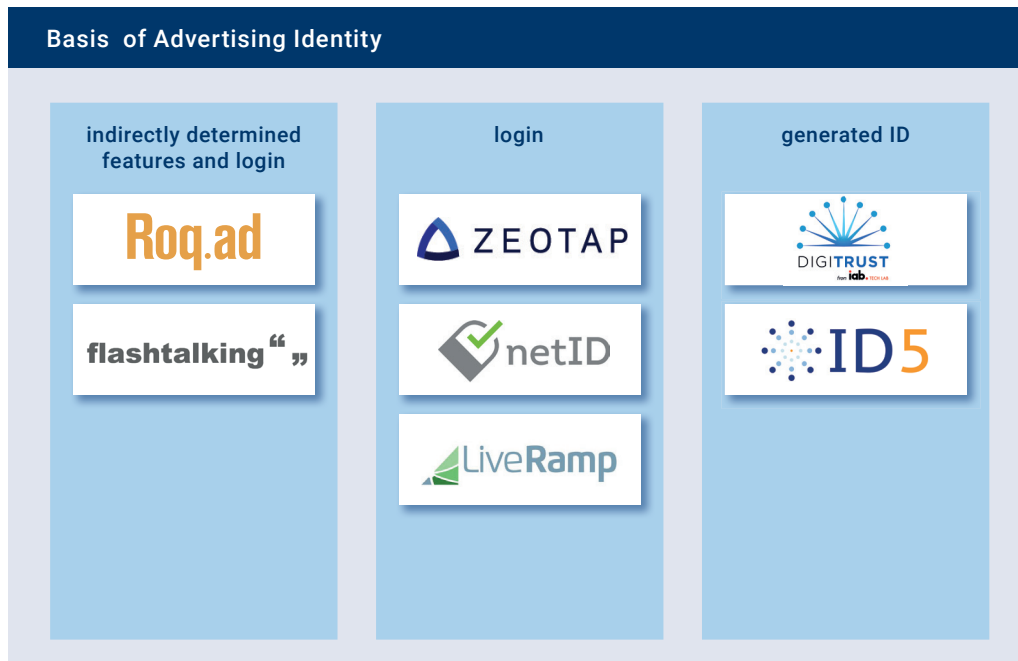 Basis of Advertising Identity
indirectly determined
features and login
Roq.ad
flashtalking“„
login
ZEOTAP
netID
LiveRamp
generated ID
DIGITRUST
from iab. TECH LAB
ID5